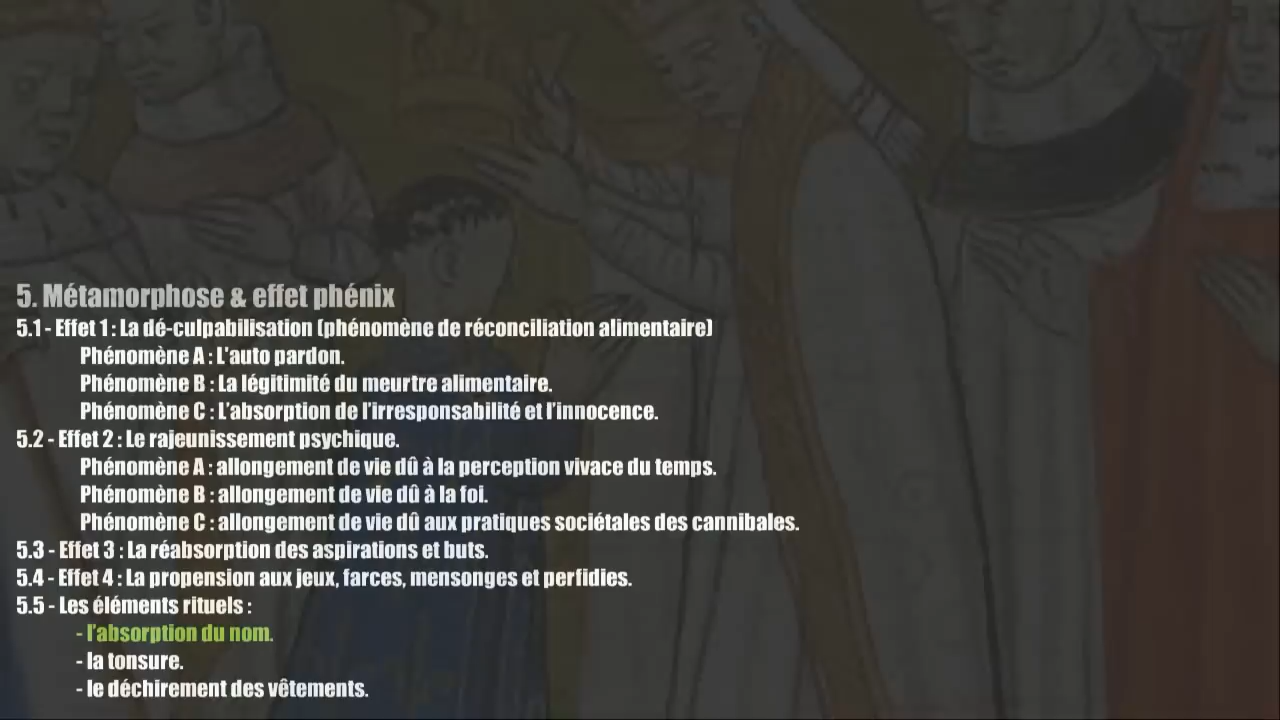 5. Métamorphose & effet phénix
5.1 - Effet 1 : La dé-culpabilisation (phénomène de réconciliation alimentaire)
Phénomène A : L'auto pardon.
Phénomène B : La légitimité du meurtre alimentaire.
Phénomène C : L'absorption de l'irresponsabilité et l'innocence.
5.2 - Effet 2 : Le rajeunissement psychique.
Phénomène A : allongement de vie dû à la perception vivace du temps.
Phénomène B : allongement de vie dû à la foi.
Phénomène C : allongement de vie dû aux pratiques sociétales des cannibales.
5.3 - Effet 3 : La réabsorption des aspirations et buts.
5.4 - Effet 4 : La propension aux jeux, farces, mensonges et perfidies.
5.5 - Les éléments rituels :
- l'absorption du nom.
- la tonsure.
- le déchirement des vêtements.